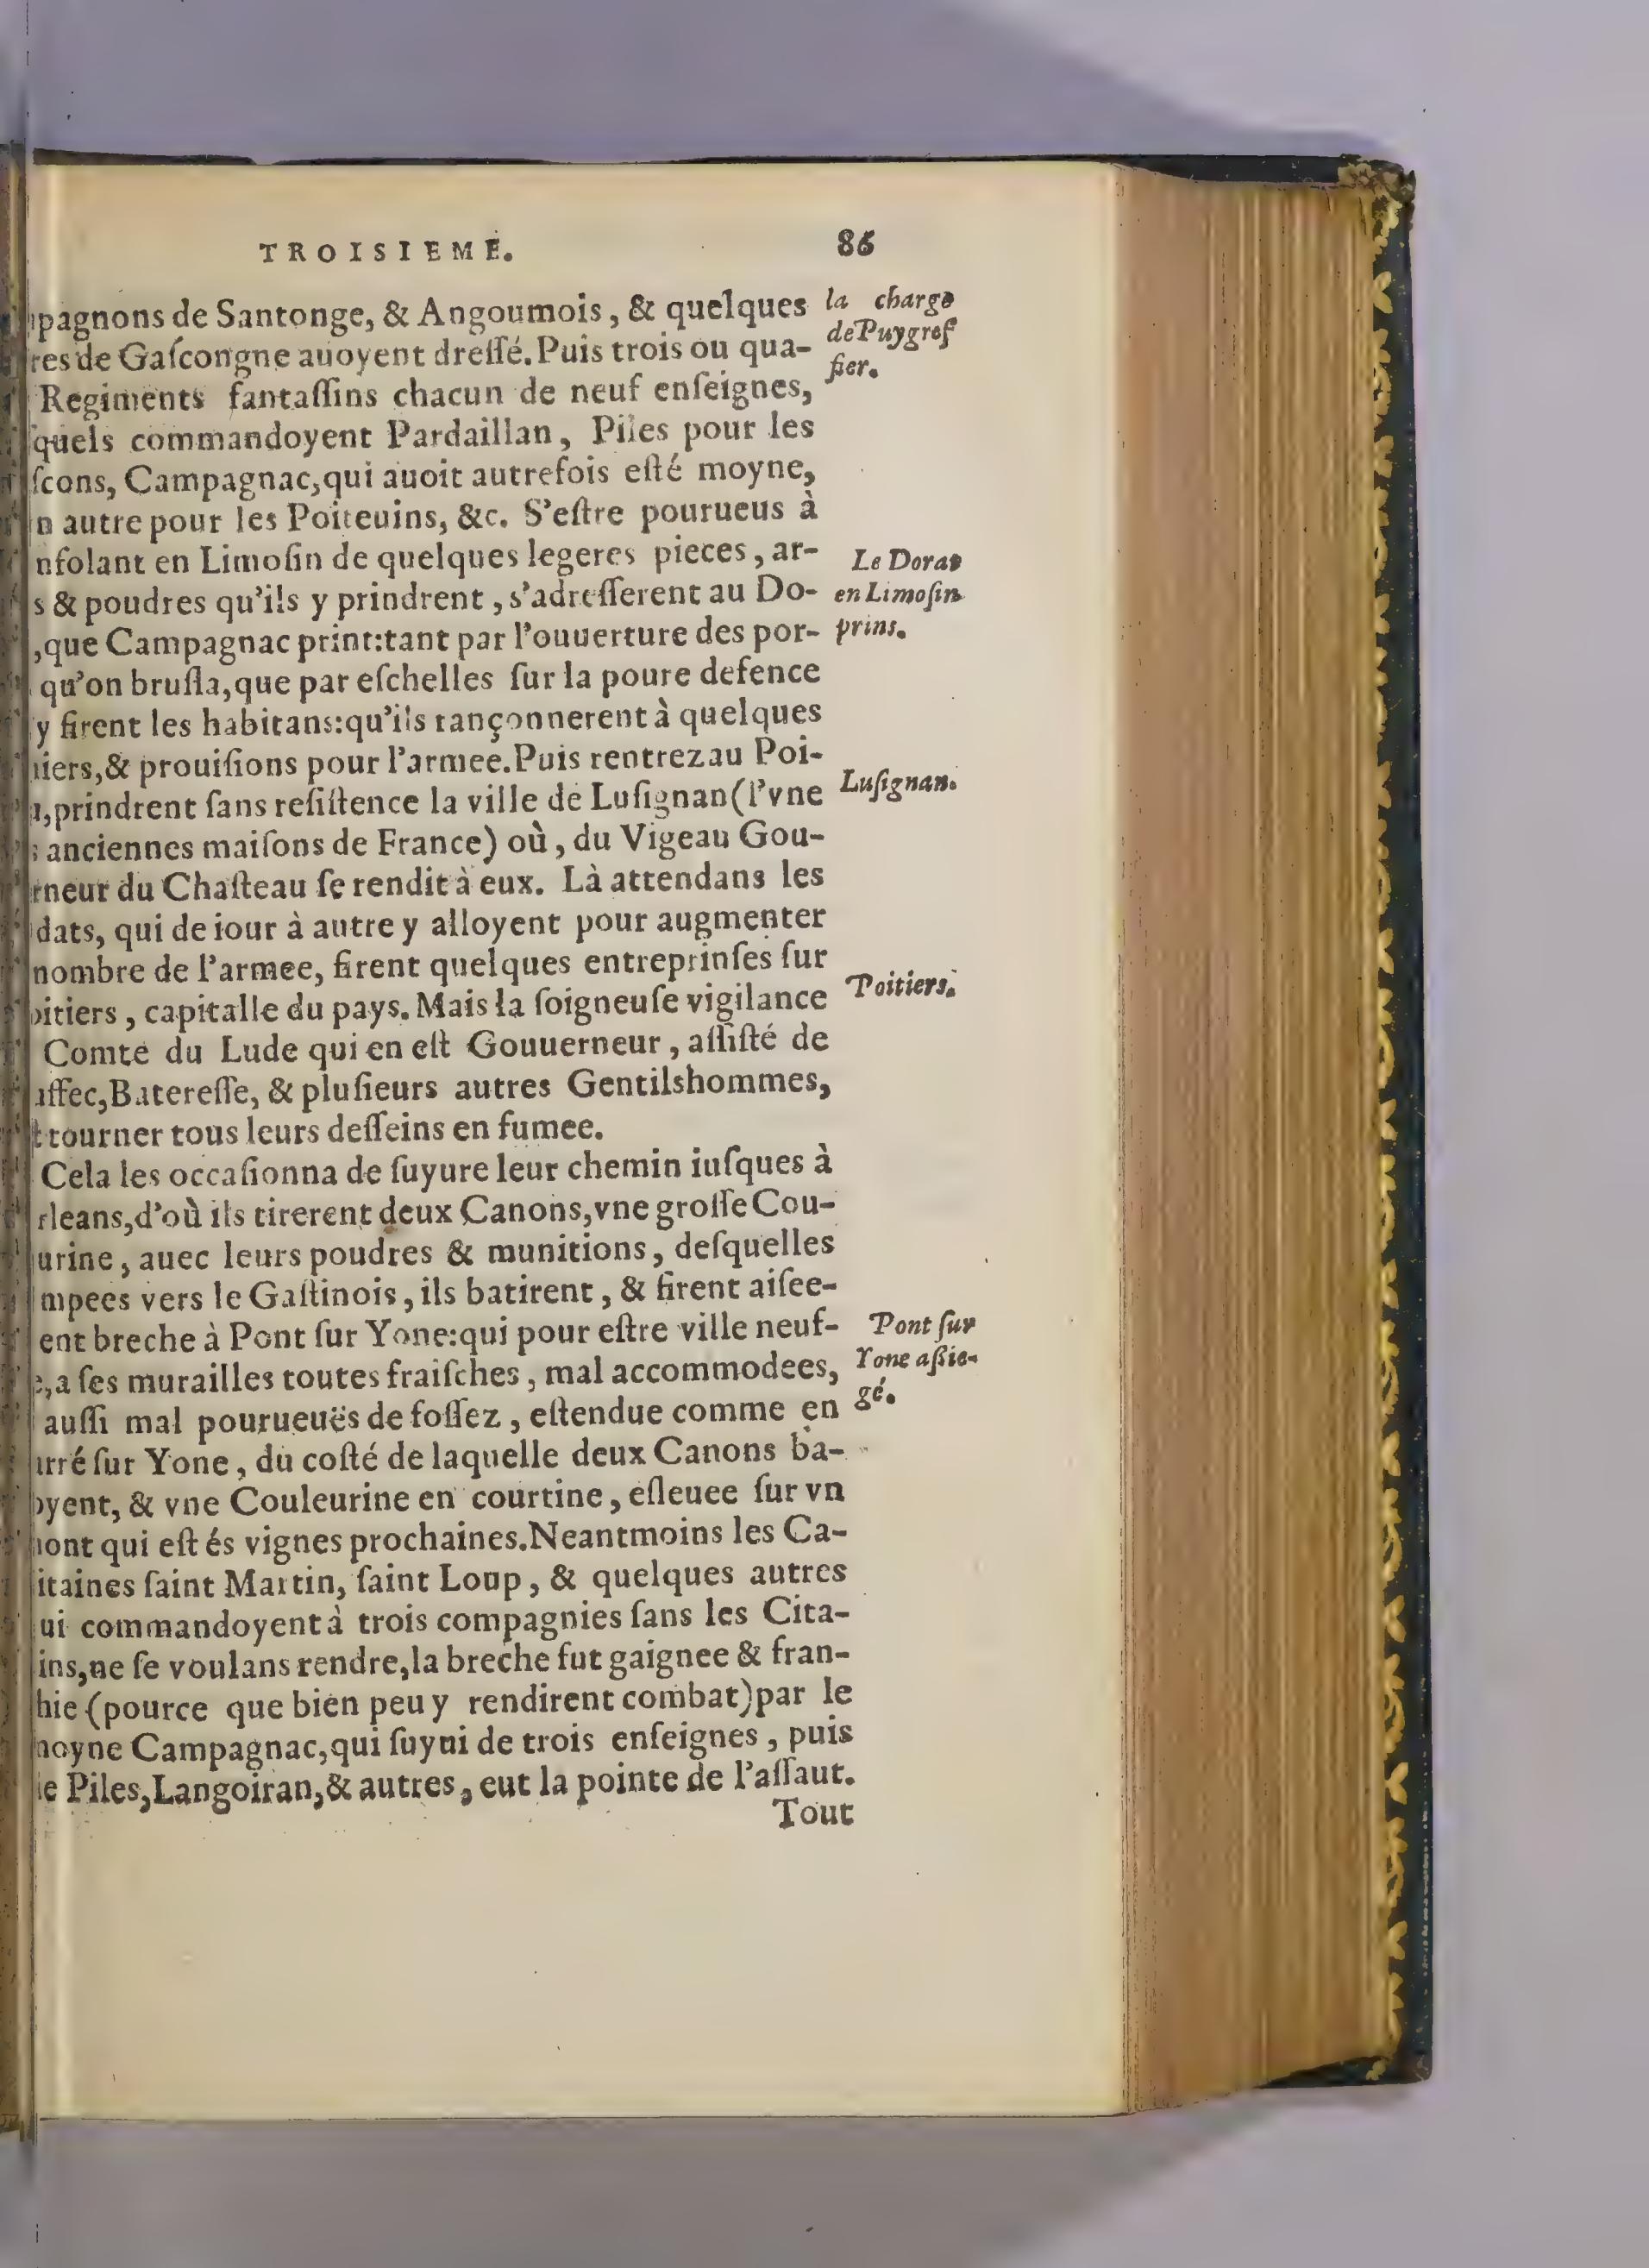 TROISIEME. 86
pagnons de Santonge, & Angoumois, & quelques
res de Gaſcongne auoyent dreſſé. Puis trois ou qua-
Regiments fantaſſins chacun de neuf enſeignes,
quels commandoyent Pardaillan, Piles pour les
ſcons, Campagnac, qui auoit autrefois eſté moyne,
n autre pour les Poiteuins, &c. S'eſtre pourueus à
nfolant en Limoſin de quelques legeres pieces, ar-
s & poudres qu'ils y prindrent, s'adreſſerent au Do-
, que Campagnac print: tant par l'ouuerture des por-
qu'on bruſla, que par eſchelles ſur la poure defence
y firent les habitans: qu'ils rançonnerent à quelques
iers, & prouiſions pour l'armee. Puis rentrez au Poi-
, prindrent ſans reſiſtence la ville de Luſignan (l'vne
s anciennes maiſons de France) où, du Vigeau Gou-
rneur du Chaſteau ſe rendit à eux. Là attendans les
dats, qui de iour à autre y alloyent pour augmenter
nombre de l'armee, firent quelques entreprinſes ſur
oitiers, capitalle du pays. Mais la ſoigneuſe vigilance
Comte du Lude qui en eſt Gouuerneur, aſſiſté de
affec, Batereſſe, & pluſieurs autres Gentilshommes,
t tourner tous leurs deſſeins en fumee.
Cela les occaſionna de ſuyure leur chemin iuſques à
rleans, d'où ils tirerent deux Canons, vne groſſe Cou-
urine, auec leurs poudres & munitions, deſquelles
mpees vers le Gaſtinois, ils batirent, & firent aiſee-
ent breche à Pont ſur Yone: qui pour eſtre ville neuf-
, a ſes murailles toutes fraiſches, mal accommodees,
auſſi mal pourueuës de foſſez, eſtendue comme en
arré ſur Yone, du coſté de laquelle deux Canons ba-
oyent, & vne Couleurine en courtine, eſleuee ſur vn
mont qui eſt és vignes prochaines. Neantmoins les Ca-
itaines ſaint Martin, ſaint Loup, & quelques autres
ui commandoyent à trois compagnies ſans les Cita-
ins, ne ſe voulans rendre, la breche fut gaignee & fran-
hie (pource que bien peu y rendirent combat) par le
moyne Campagnac, qui ſuyui de trois enſeignes, puis
e Piles, Langoiran, & autres, eut la pointe de l'aſſaut.
Tout
la charge
de Puygref
fier.
Le Dorat
en Limoſin
prins.
Luſignan.
Poitiers.
Pont ſur
Yone aſſie-
gé.